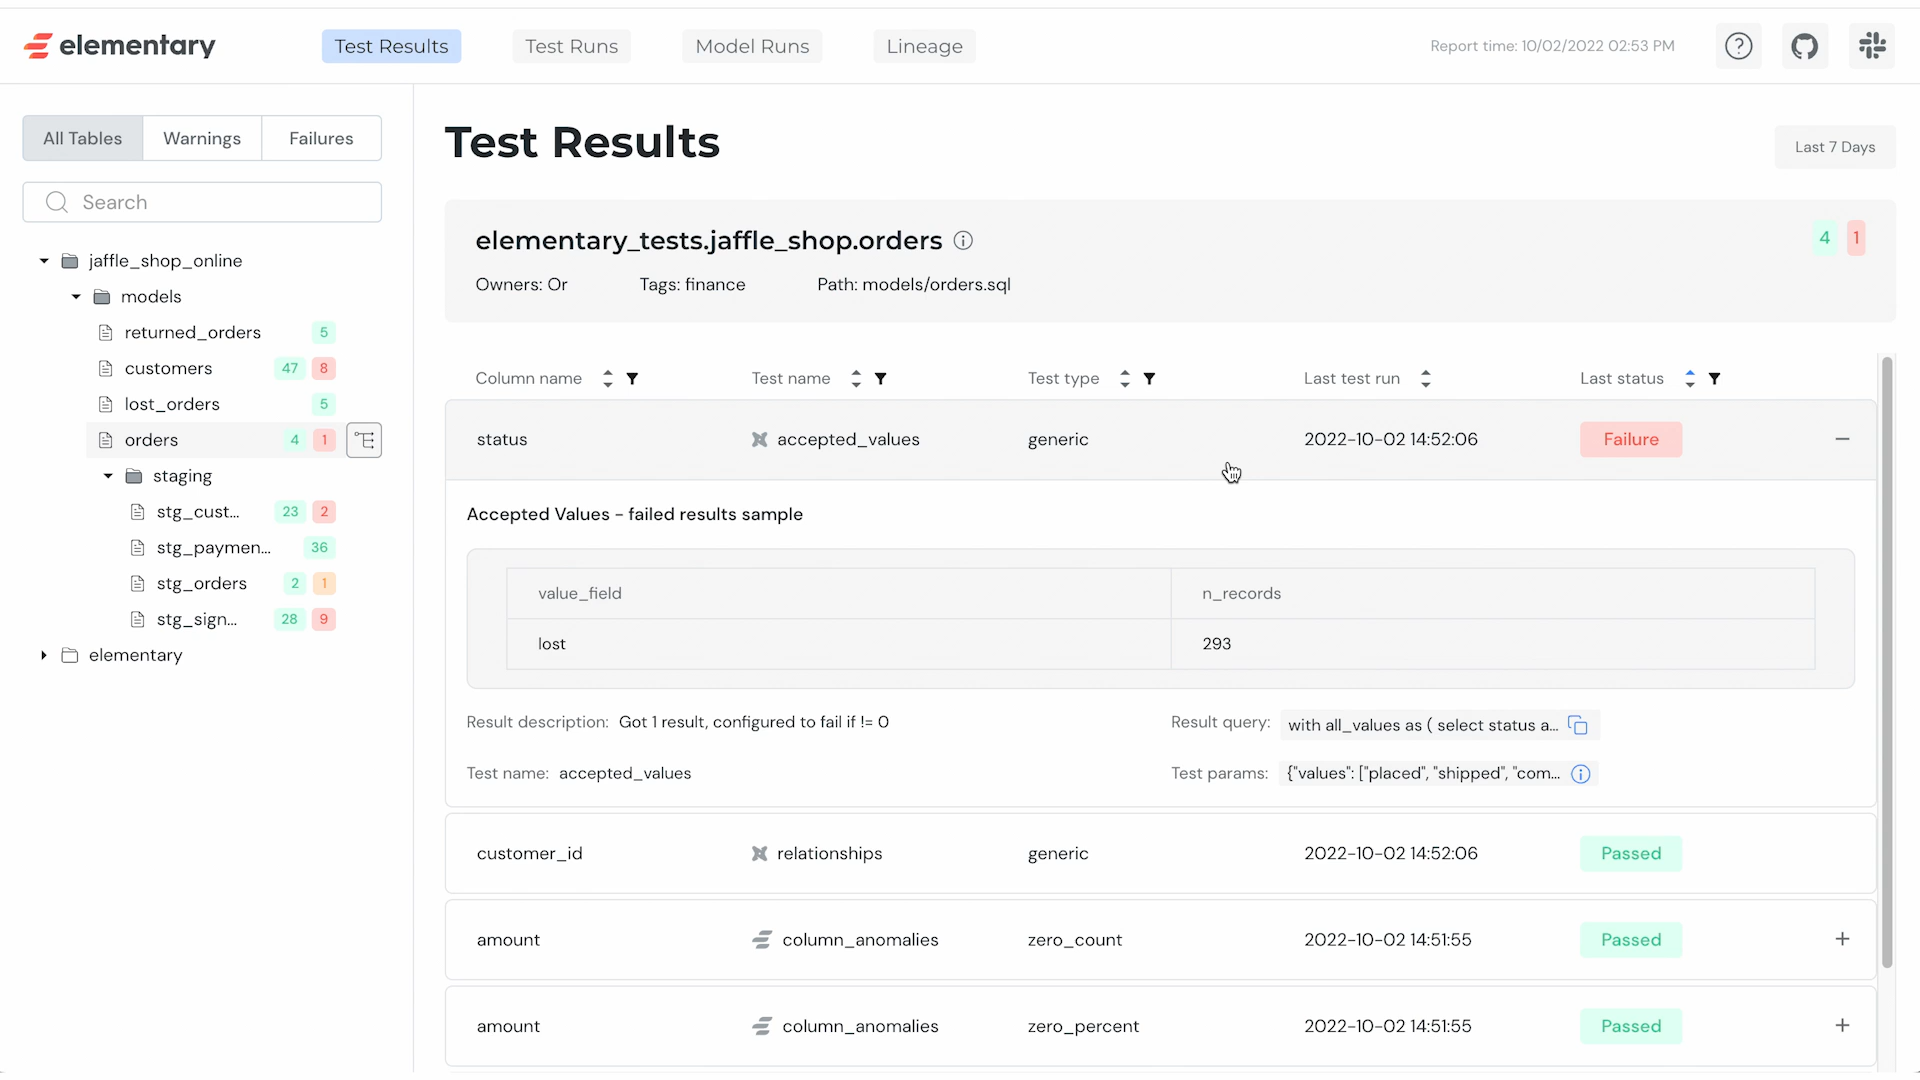 elementary
Test Results
Test Runs
Model Runs
Lineage
Report time: 10/02/2022 02:53 PM
All Tables
Warnings
Failures
Search
jaffle_shop_online
models
returned_orders 5
customers 47 8
lost_orders 5
orders 4 1
staging
stg_cust... 23 2
stg_paymen... 36
stg_orders 2 1
stg_sign... 28 9
elementary
Test Results
Last 7 Days
elementary_tests.jaffle_shop.orders
4 1
Owners: Or Tags: finance Path: models/orders.sql
Column name Test name Test type Last test run Last status
status accepted_values generic 2022-10-02 14:52:06 Failure
Accepted Values - failed results sample
value_field n_records
lost 293
Result description: Got 1 result, configured to fail if != 0
Result query: with all_values as ( select status a...
Test name: accepted_values
Test params: {"values": ["placed", "shipped", "com...
customer_id relationships generic 2022-10-02 14:52:06 Passed
amount column_anomalies zero_count 2022-10-02 14:51:55 Passed
amount column_anomalies zero_percent 2022-10-02 14:51:55 Passed